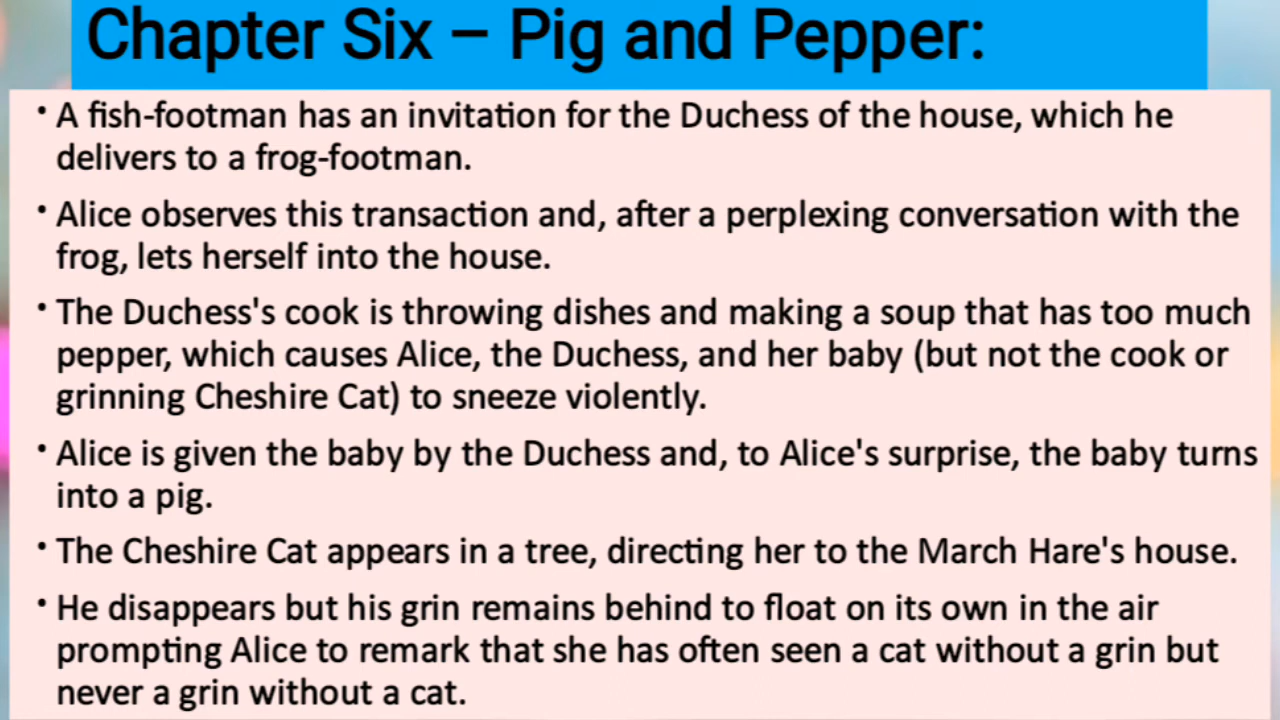 Chapter Six – Pig and Pepper:
• A fish-footman has an invitation for the Duchess of the house, which he
delivers to a frog-footman.
• Alice observes this transaction and, after a perplexing conversation with the
frog, lets herself into the house.
• The Duchess's cook is throwing dishes and making a soup that has too much
pepper, which causes Alice, the Duchess, and her baby (but not the cook or
grinning Cheshire Cat) to sneeze violently.
• Alice is given the baby by the Duchess and, to Alice's surprise, the baby turns
into a pig.
• The Cheshire Cat appears in a tree, directing her to the March Hare's house.
• He disappears but his grin remains behind to float on its own in the air
prompting Alice to remark that she has often seen a cat without a grin but
never a grin without a cat.